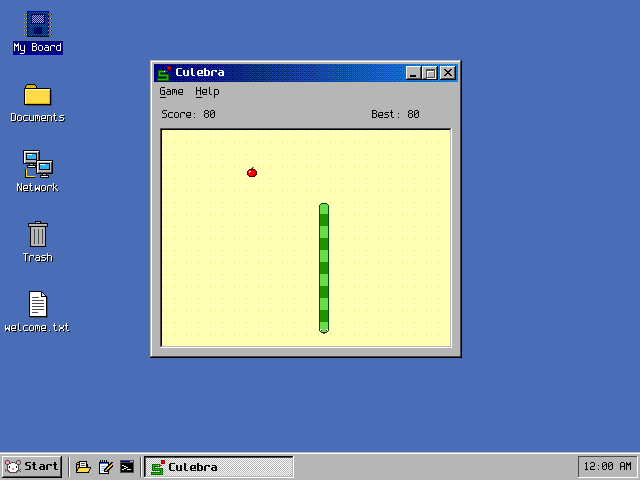 My Board
Documents
Network
Trash
welcome.txt
Culebra
Game Help
Score: 80 Best: 80
Start
Culebra
12:00 AM